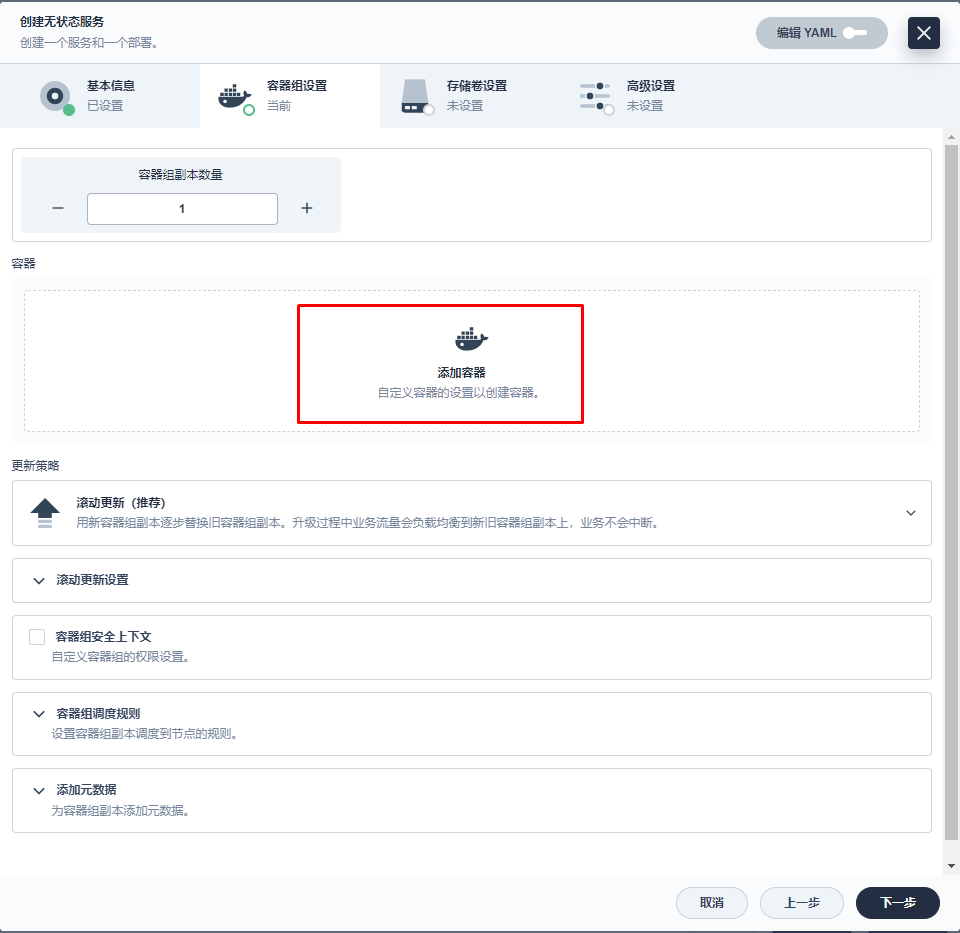 创建无状态服务
创建一个服务和一个部署。
编辑 YAML
基本信息
已设置
容器组设置
当前
存储卷设置
未设置
高级设置
未设置
容器组副本数量
1
容器
添加容器
自定义容器的设置以创建容器。
更新策略
滚动更新（推荐）
用新容器组副本逐步替换旧容器组副本。升级过程中业务流量会负载均衡到新旧容器组副本上，业务不会中断。
滚动更新设置
容器组安全上下文
自定义容器组的权限设置。
容器组调度规则
设置容器组副本调度到节点的规则。
添加元数据
为容器组副本添加元数据。
取消
上一步
下一步